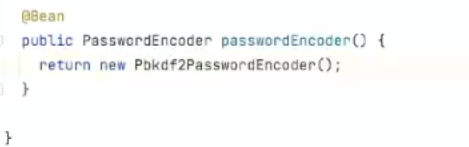 @Bean
public PasswordEncoder passwordEncoder() {
return new Pbkdf2PasswordEncoder();
}
}